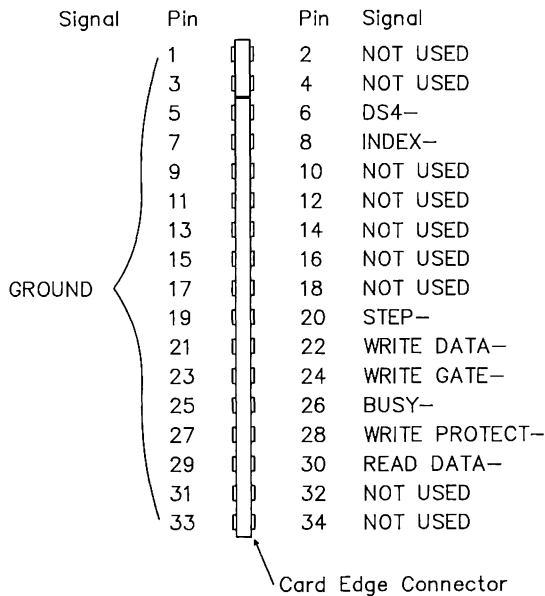 Signal Pin Pin Signal
1 2 NOT USED
3 4 NOT USED
5 6 DS4–
7 8 INDEX–
9 10 NOT USED
11 12 NOT USED
13 14 NOT USED
15 16 NOT USED
GROUND 17 18 NOT USED
19 20 STEP–
21 22 WRITE DATA–
23 24 WRITE GATE–
25 26 BUSY–
27 28 WRITE PROTECT–
29 30 READ DATA–
31 32 NOT USED
33 34 NOT USED
Card Edge Connector